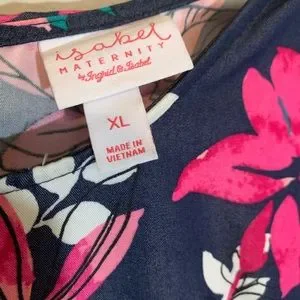 isabel
MATERNITY
by Ingrid & Isabel
XL
MADE IN
VIETNAM